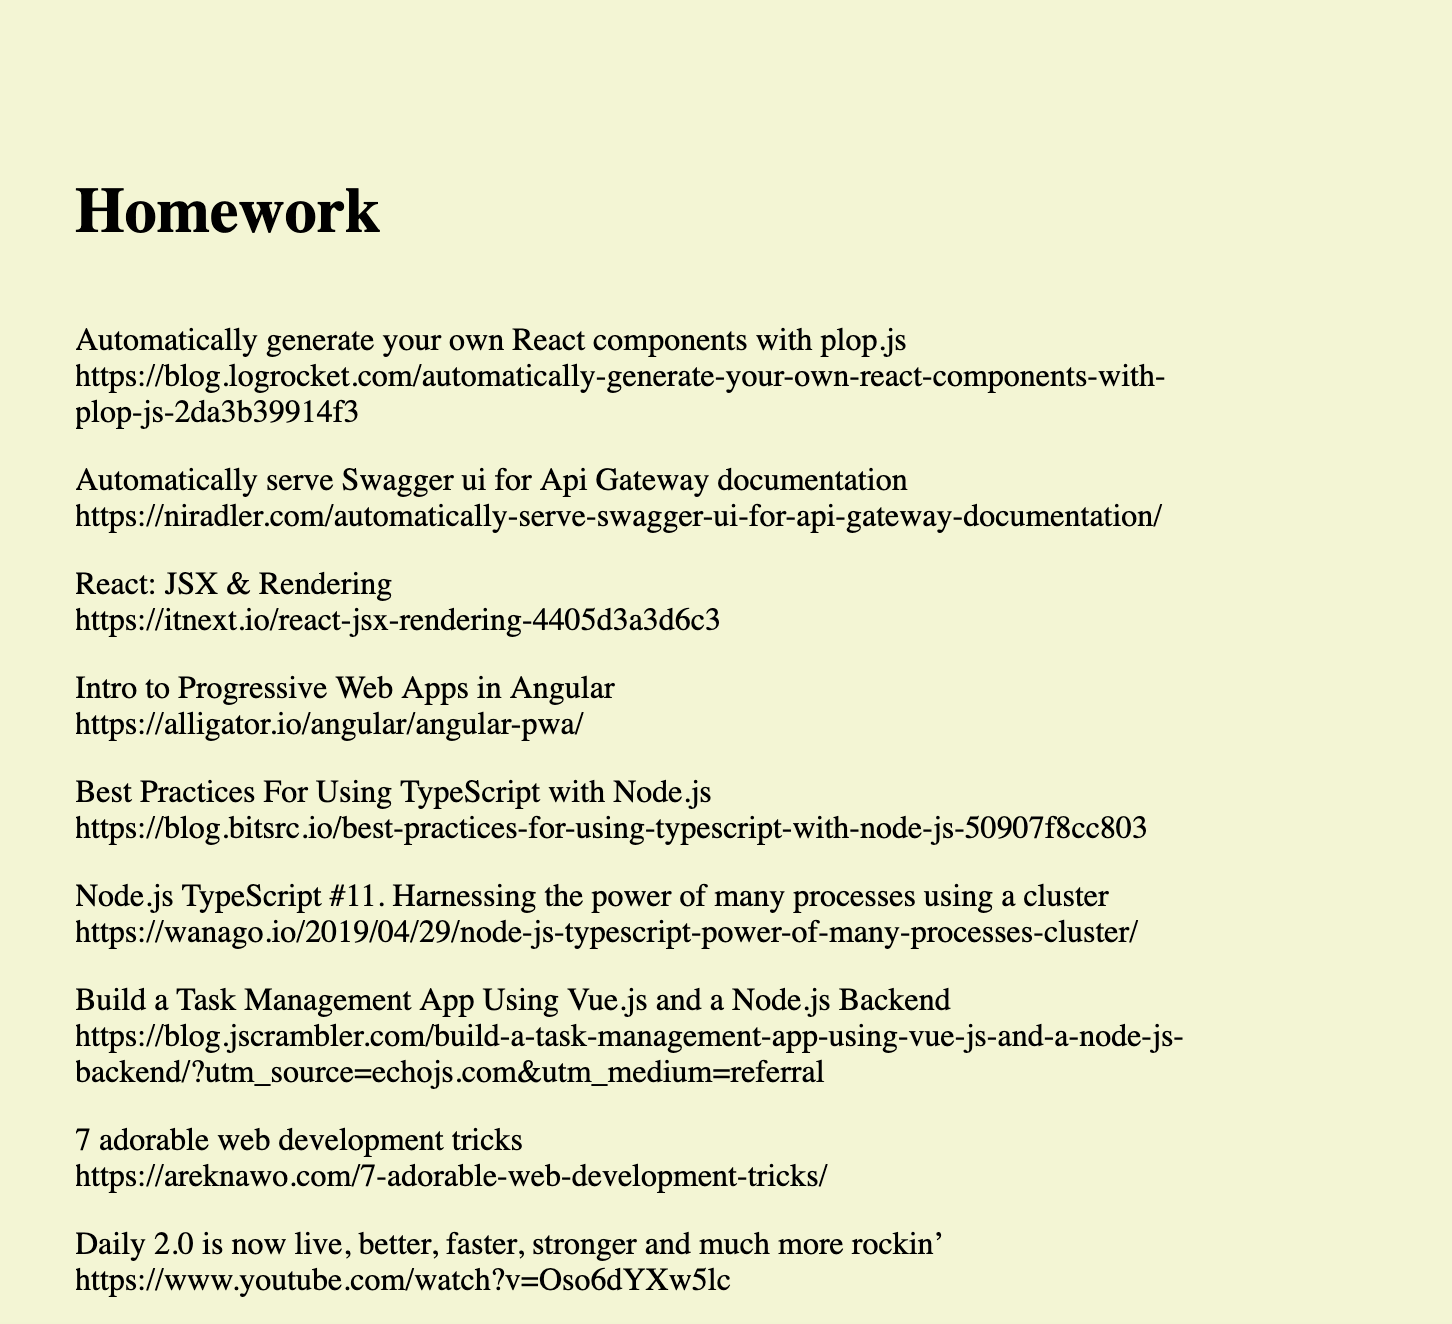 Homework
Automatically generate your own React components with plop.js
https://blog.logrocket.com/automatically-generate-your-own-react-components-with-
plop-js-2da3b39914f3
Automatically serve Swagger ui for Api Gateway documentation
https://niradler.com/automatically-serve-swagger-ui-for-api-gateway-documentation/
React: JSX & Rendering
https://itnext.io/react-jsx-rendering-4405d3a3d6c3
Intro to Progressive Web Apps in Angular
https://alligator.io/angular/angular-pwa/
Best Practices For Using TypeScript with Node.js
https://blog.bitsrc.io/best-practices-for-using-typescript-with-node-js-50907f8cc803
Node.js TypeScript #11. Harnessing the power of many processes using a cluster
https://wanago.io/2019/04/29/node-js-typescript-power-of-many-processes-cluster/
Build a Task Management App Using Vue.js and a Node.js Backend
https://blog.jscrambler.com/build-a-task-management-app-using-vue-js-and-a-node-js-
backend/?utm_source=echojs.com&utm_medium=referral
7 adorable web development tricks
https://areknawo.com/7-adorable-web-development-tricks/
Daily 2.0 is now live, better, faster, stronger and much more rockin’
https://www.youtube.com/watch?v=Oso6dYXw5lc